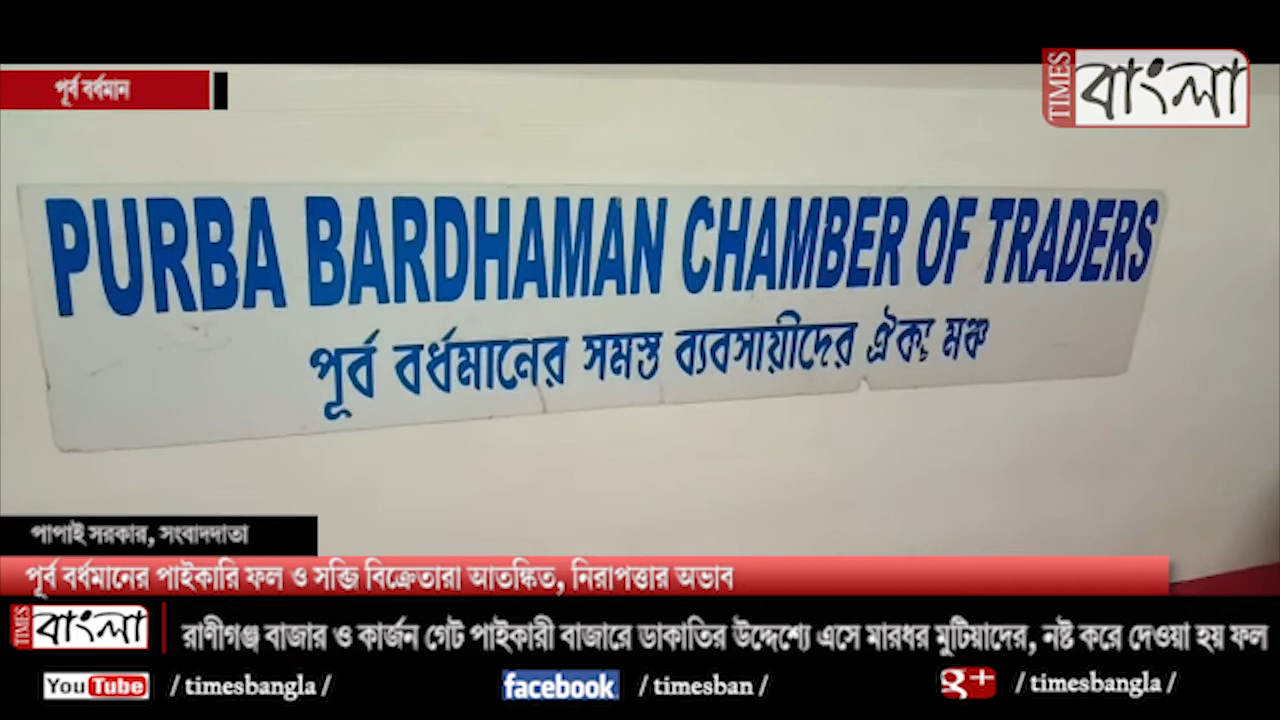 পূর্ব বর্ধমান
TIMES বাংলা
PURBA BARDHAMAN CHAMBER OF TRADERS
পূর্ব বর্ধমানের সমস্ত ব্যবসায়ীদের ঐক্য মঞ্চ
পাপাই সরকার, সংবাদদাতা
পূর্ব বর্ধমানের পাইকারি ফল ও সব্জি বিক্রেতারা আতঙ্কিত, নিরাপত্তার অভাব
TIMES বাংলা রাণীগঞ্জ বাজার ও কার্জন গেট পাইকারী বাজারে ডাকাতির উদ্দেশ্যে এসে মারধর মুটিয়াদের, নষ্ট করে দেওয়া হয় ফল
YouTube / timesbangla / facebook / timesban / g+ / timesbangla /